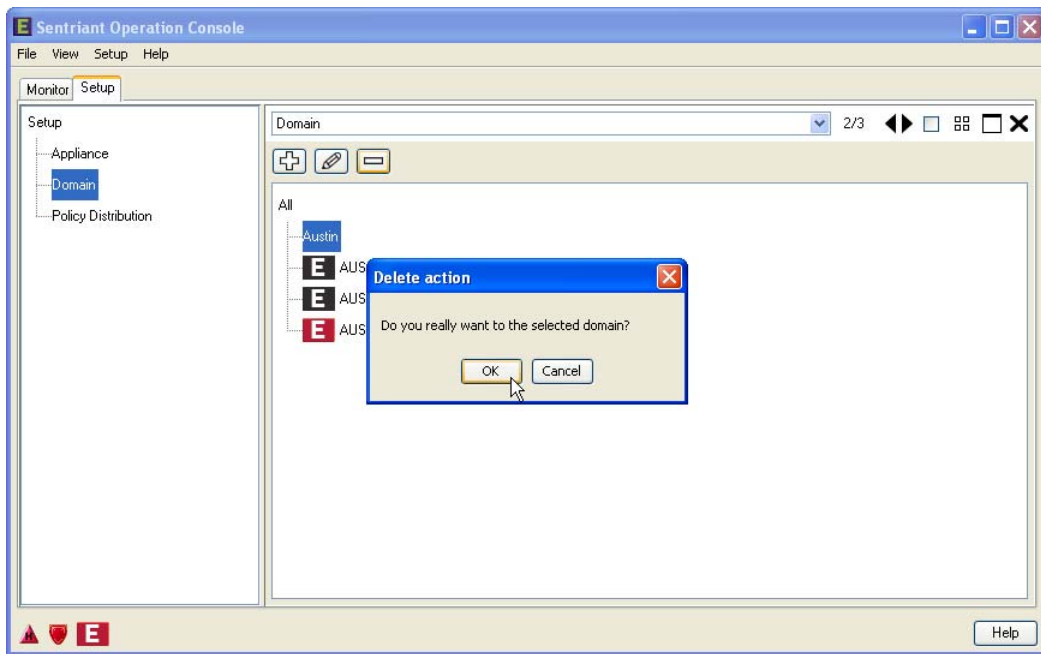 E Sentriant Operation Console
File View Setup Help
Monitor Setup
Setup
Appliance
Domain
Policy Distribution
Domain 2/3
All
Austin
E AUS
E AUS
E AUS
Delete action
Do you really want to the selected domain?
OK Cancel
E Help